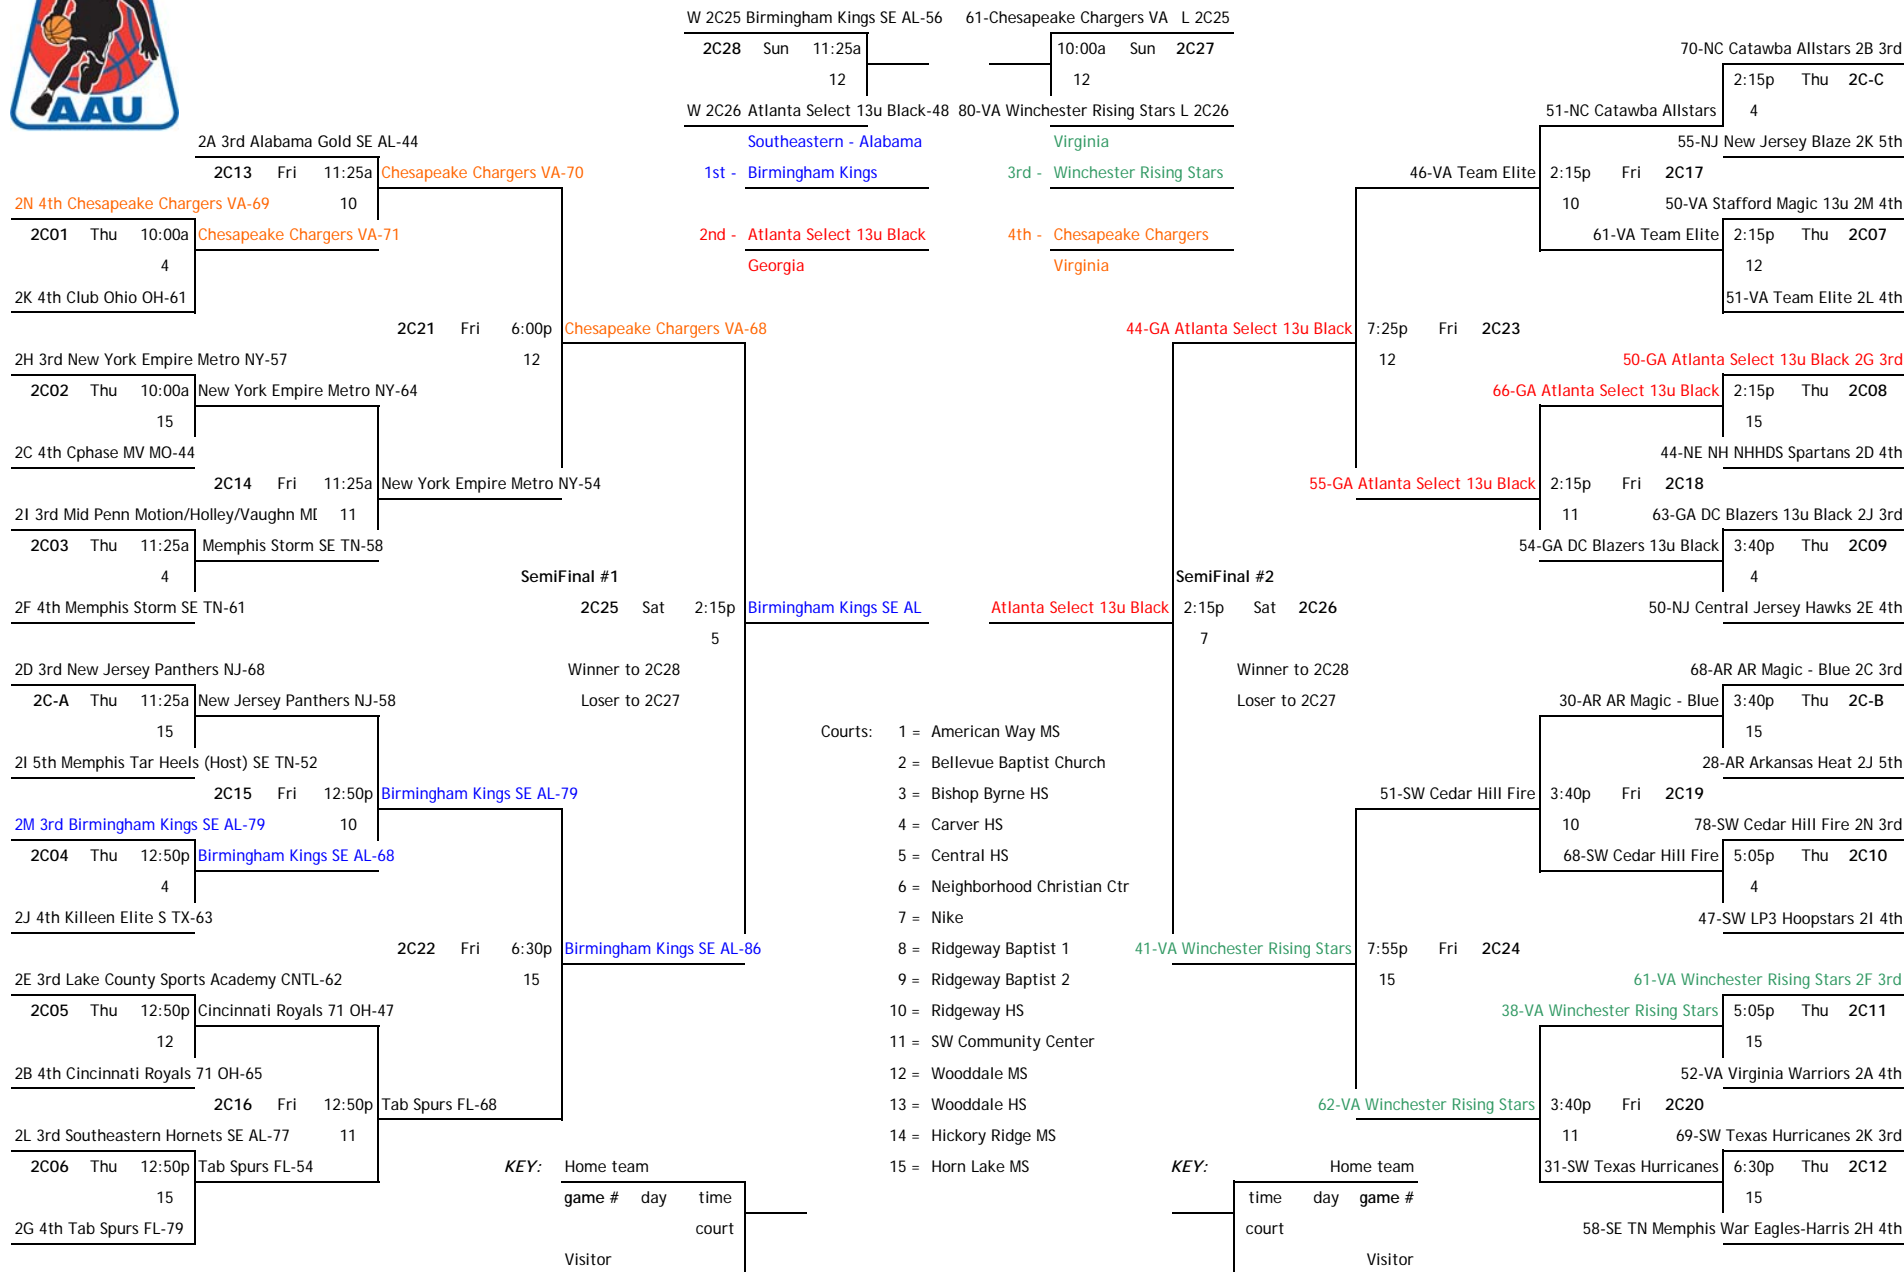 AAU
W 2C25 Birmingham Kings SE AL-56
2C28 Sun 11:25a
12
W 2C26 Atlanta Select 13u Black-48
Southeastern - Alabama
1st - Birmingham Kings
2nd - Atlanta Select 13u Black
Georgia
61-Chesapeake Chargers VA L 2C25
10:00a Sun 2C27
12
80-VA Winchester Rising Stars L 2C26
Virginia
3rd - Winchester Rising Stars
4th - Chesapeake Chargers
Virginia
2A 3rd Alabama Gold SE AL-44
2C13 Fri 11:25a Chesapeake Chargers VA-70
2N 4th Chesapeake Chargers VA-69 10
2C01 Thu 10:00a Chesapeake Chargers VA-71
4
2K 4th Club Ohio OH-61
2C21 Fri 6:00p Chesapeake Chargers VA-68
2H 3rd New York Empire Metro NY-57 12
2C02 Thu 10:00a New York Empire Metro NY-64
15
2C 4th Cphase MV MO-44
2C14 Fri 11:25a New York Empire Metro NY-54
2I 3rd Mid Penn Motion/Holley/Vaughn MD 11
2C03 Thu 11:25a Memphis Storm SE TN-58
4
SemiFinal #1
2F 4th Memphis Storm SE TN-61
2C25 Sat 2:15p Birmingham Kings SE AL
5
2D 3rd New Jersey Panthers NJ-68
Winner to 2C28
2C-A Thu 11:25a New Jersey Panthers NJ-58
Loser to 2C27
15
2I 5th Memphis Tar Heels (Host) SE TN-52
2C15 Fri 12:50p Birmingham Kings SE AL-79
2M 3rd Birmingham Kings SE AL-79 10
2C04 Thu 12:50p Birmingham Kings SE AL-68
4
2J 4th Killeen Elite S TX-63
2C22 Fri 6:30p Birmingham Kings SE AL-86
2E 3rd Lake County Sports Academy CNTL-62 15
2C05 Thu 12:50p Cincinnati Royals 71 OH-47
12
2B 4th Cincinnati Royals 71 OH-65
2C16 Fri 12:50p Tab Spurs FL-68
2L 3rd Southeastern Hornets SE AL-77 11
2C06 Thu 12:50p Tab Spurs FL-54
15
2G 4th Tab Spurs FL-79
KEY: Home team
game # day time
court
Visitor
Courts: 1 = American Way MS
2 = Bellevue Baptist Church
3 = Bishop Byrne HS
4 = Carver HS
5 = Central HS
6 = Neighborhood Christian Ctr
7 = Nike
8 = Ridgeway Baptist 1
9 = Ridgeway Baptist 2
10 = Ridgeway HS
11 = SW Community Center
12 = Wooddale MS
13 = Wooddale HS
14 = Hickory Ridge MS
15 = Horn Lake MS
70-NC Catawba Allstars 2B 3rd
2:15p Thu 2C-C
51-NC Catawba Allstars 4
55-NJ New Jersey Blaze 2K 5th
46-VA Team Elite 2:15p Fri 2C17
10 50-VA Stafford Magic 13u 2M 4th
61-VA Team Elite 2:15p Thu 2C07
12
51-VA Team Elite 2L 4th
44-GA Atlanta Select 13u Black 7:25p Fri 2C23
12 50-GA Atlanta Select 13u Black 2G 3rd
66-GA Atlanta Select 13u Black 2:15p Thu 2C08
15
44-NE NH NHHDS Spartans 2D 4th
55-GA Atlanta Select 13u Black 2:15p Fri 2C18
11 63-GA DC Blazers 13u Black 2J 3rd
54-GA DC Blazers 13u Black 3:40p Thu 2C09
SemiFinal #2 4
Atlanta Select 13u Black 2:15p Sat 2C26
50-NJ Central Jersey Hawks 2E 4th
7
Winner to 2C28
68-AR AR Magic - Blue 2C 3rd
Loser to 2C27
30-AR AR Magic - Blue 3:40p Thu 2C-B
15
28-AR Arkansas Heat 2J 5th
51-SW Cedar Hill Fire 3:40p Fri 2C19
10 78-SW Cedar Hill Fire 2N 3rd
68-SW Cedar Hill Fire 5:05p Thu 2C10
4
47-SW LP3 Hoopstars 2I 4th
41-VA Winchester Rising Stars 7:55p Fri 2C24
15 61-VA Winchester Rising Stars 2F 3rd
38-VA Winchester Rising Stars 5:05p Thu 2C11
15
52-VA Virginia Warriors 2A 4th
62-VA Winchester Rising Stars 3:40p Fri 2C20
11 69-SW Texas Hurricanes 2K 3rd
31-SW Texas Hurricanes 6:30p Thu 2C12
15
58-SE TN Memphis War Eagles-Harris 2H 4th
KEY: Home team
time day game #
court
Visitor